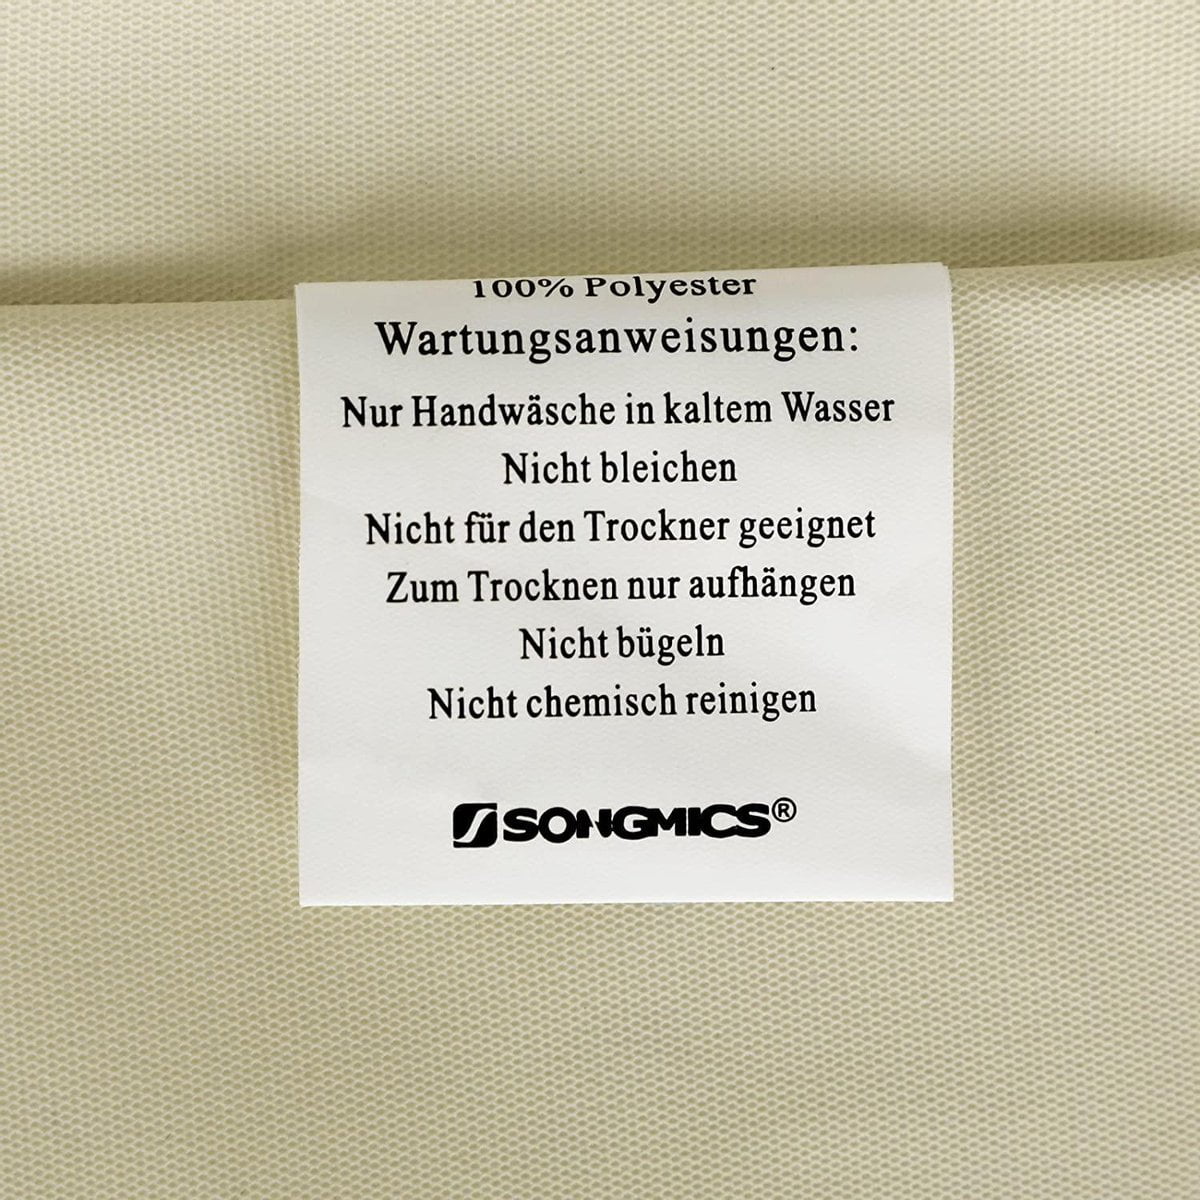 100% Polyester
Wartungsanweisungen:
Nur Handwäsche in kaltem Wasser
Nicht bleichen
Nicht für den Trockner geeignet
Zum Trocknen nur aufhängen
Nicht bügeln
Nicht chemisch reinigen
SONGMICS®